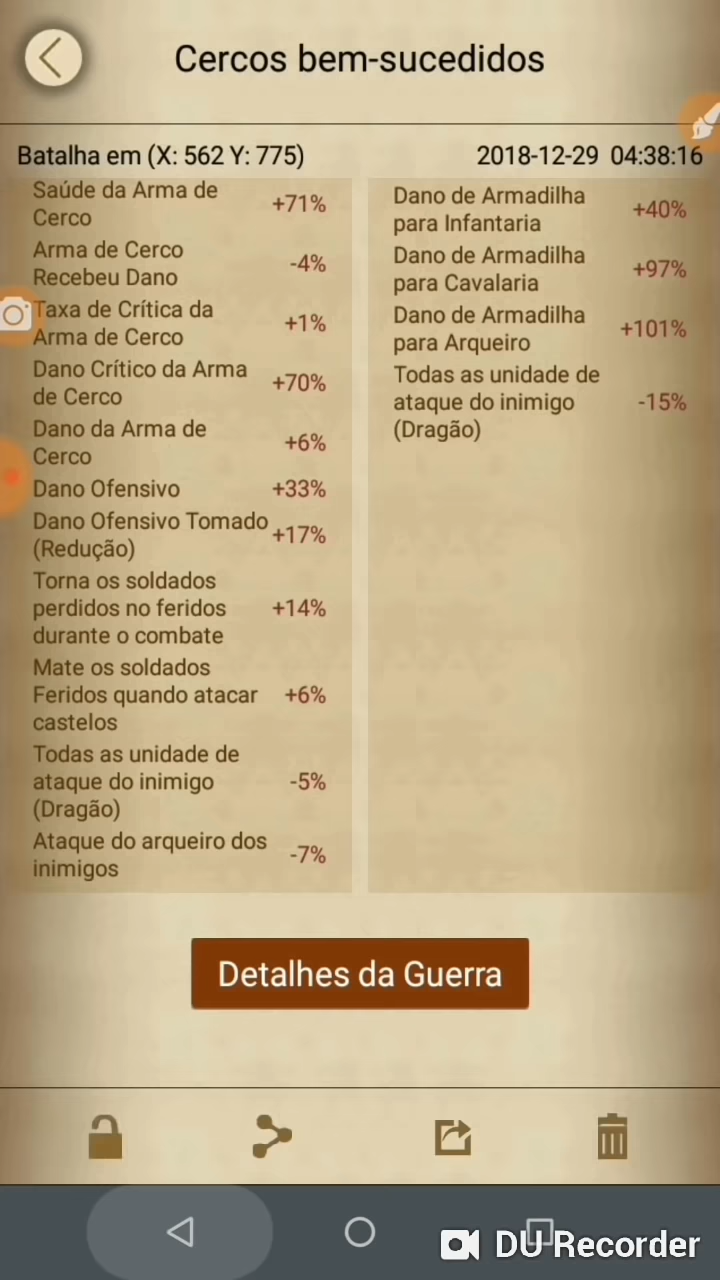 Cercos bem-sucedidos
Batalha em (X: 562 Y: 775)
2018-12-29 04:38:16
Saúde da Arma de
Cerco
+71%
Arma de Cerco
Recebeu Dano
-4%
Taxa de Crítica da
Arma de Cerco
+1%
Dano Crítico da Arma
de Cerco
+70%
Dano da Arma de
Cerco
+6%
Dano Ofensivo
+33%
Dano Ofensivo Tomado
(Redução)
+17%
Torna os soldados
perdidos no feridos
durante o combate
+14%
Mate os soldados
Feridos quando atacar
castelos
+6%
Todas as unidade de
ataque do inimigo
(Dragão)
-5%
Ataque do arqueiro dos
inimigos
-7%
Dano de Armadilha
para Infantaria
+40%
Dano de Armadilha
para Cavalaria
+97%
Dano de Armadilha
para Arqueiro
+101%
Todas as unidade de
ataque do inimigo
(Dragão)
-15%
Detalhes da Guerra
DU Recorder